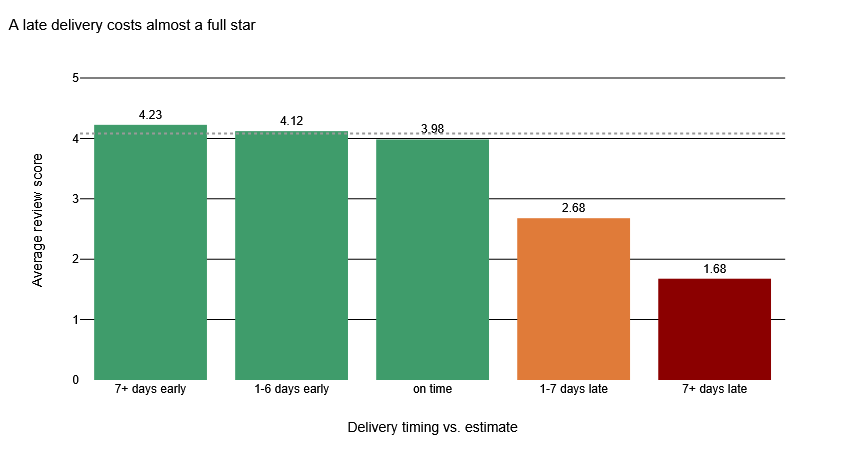 A late delivery costs almost a full star
5
4
3
2
1
0
Average review score
4.23
4.12
3.98
2.68
1.68
7+ days early
1-6 days early
on time
1-7 days late
7+ days late
Delivery timing vs. estimate